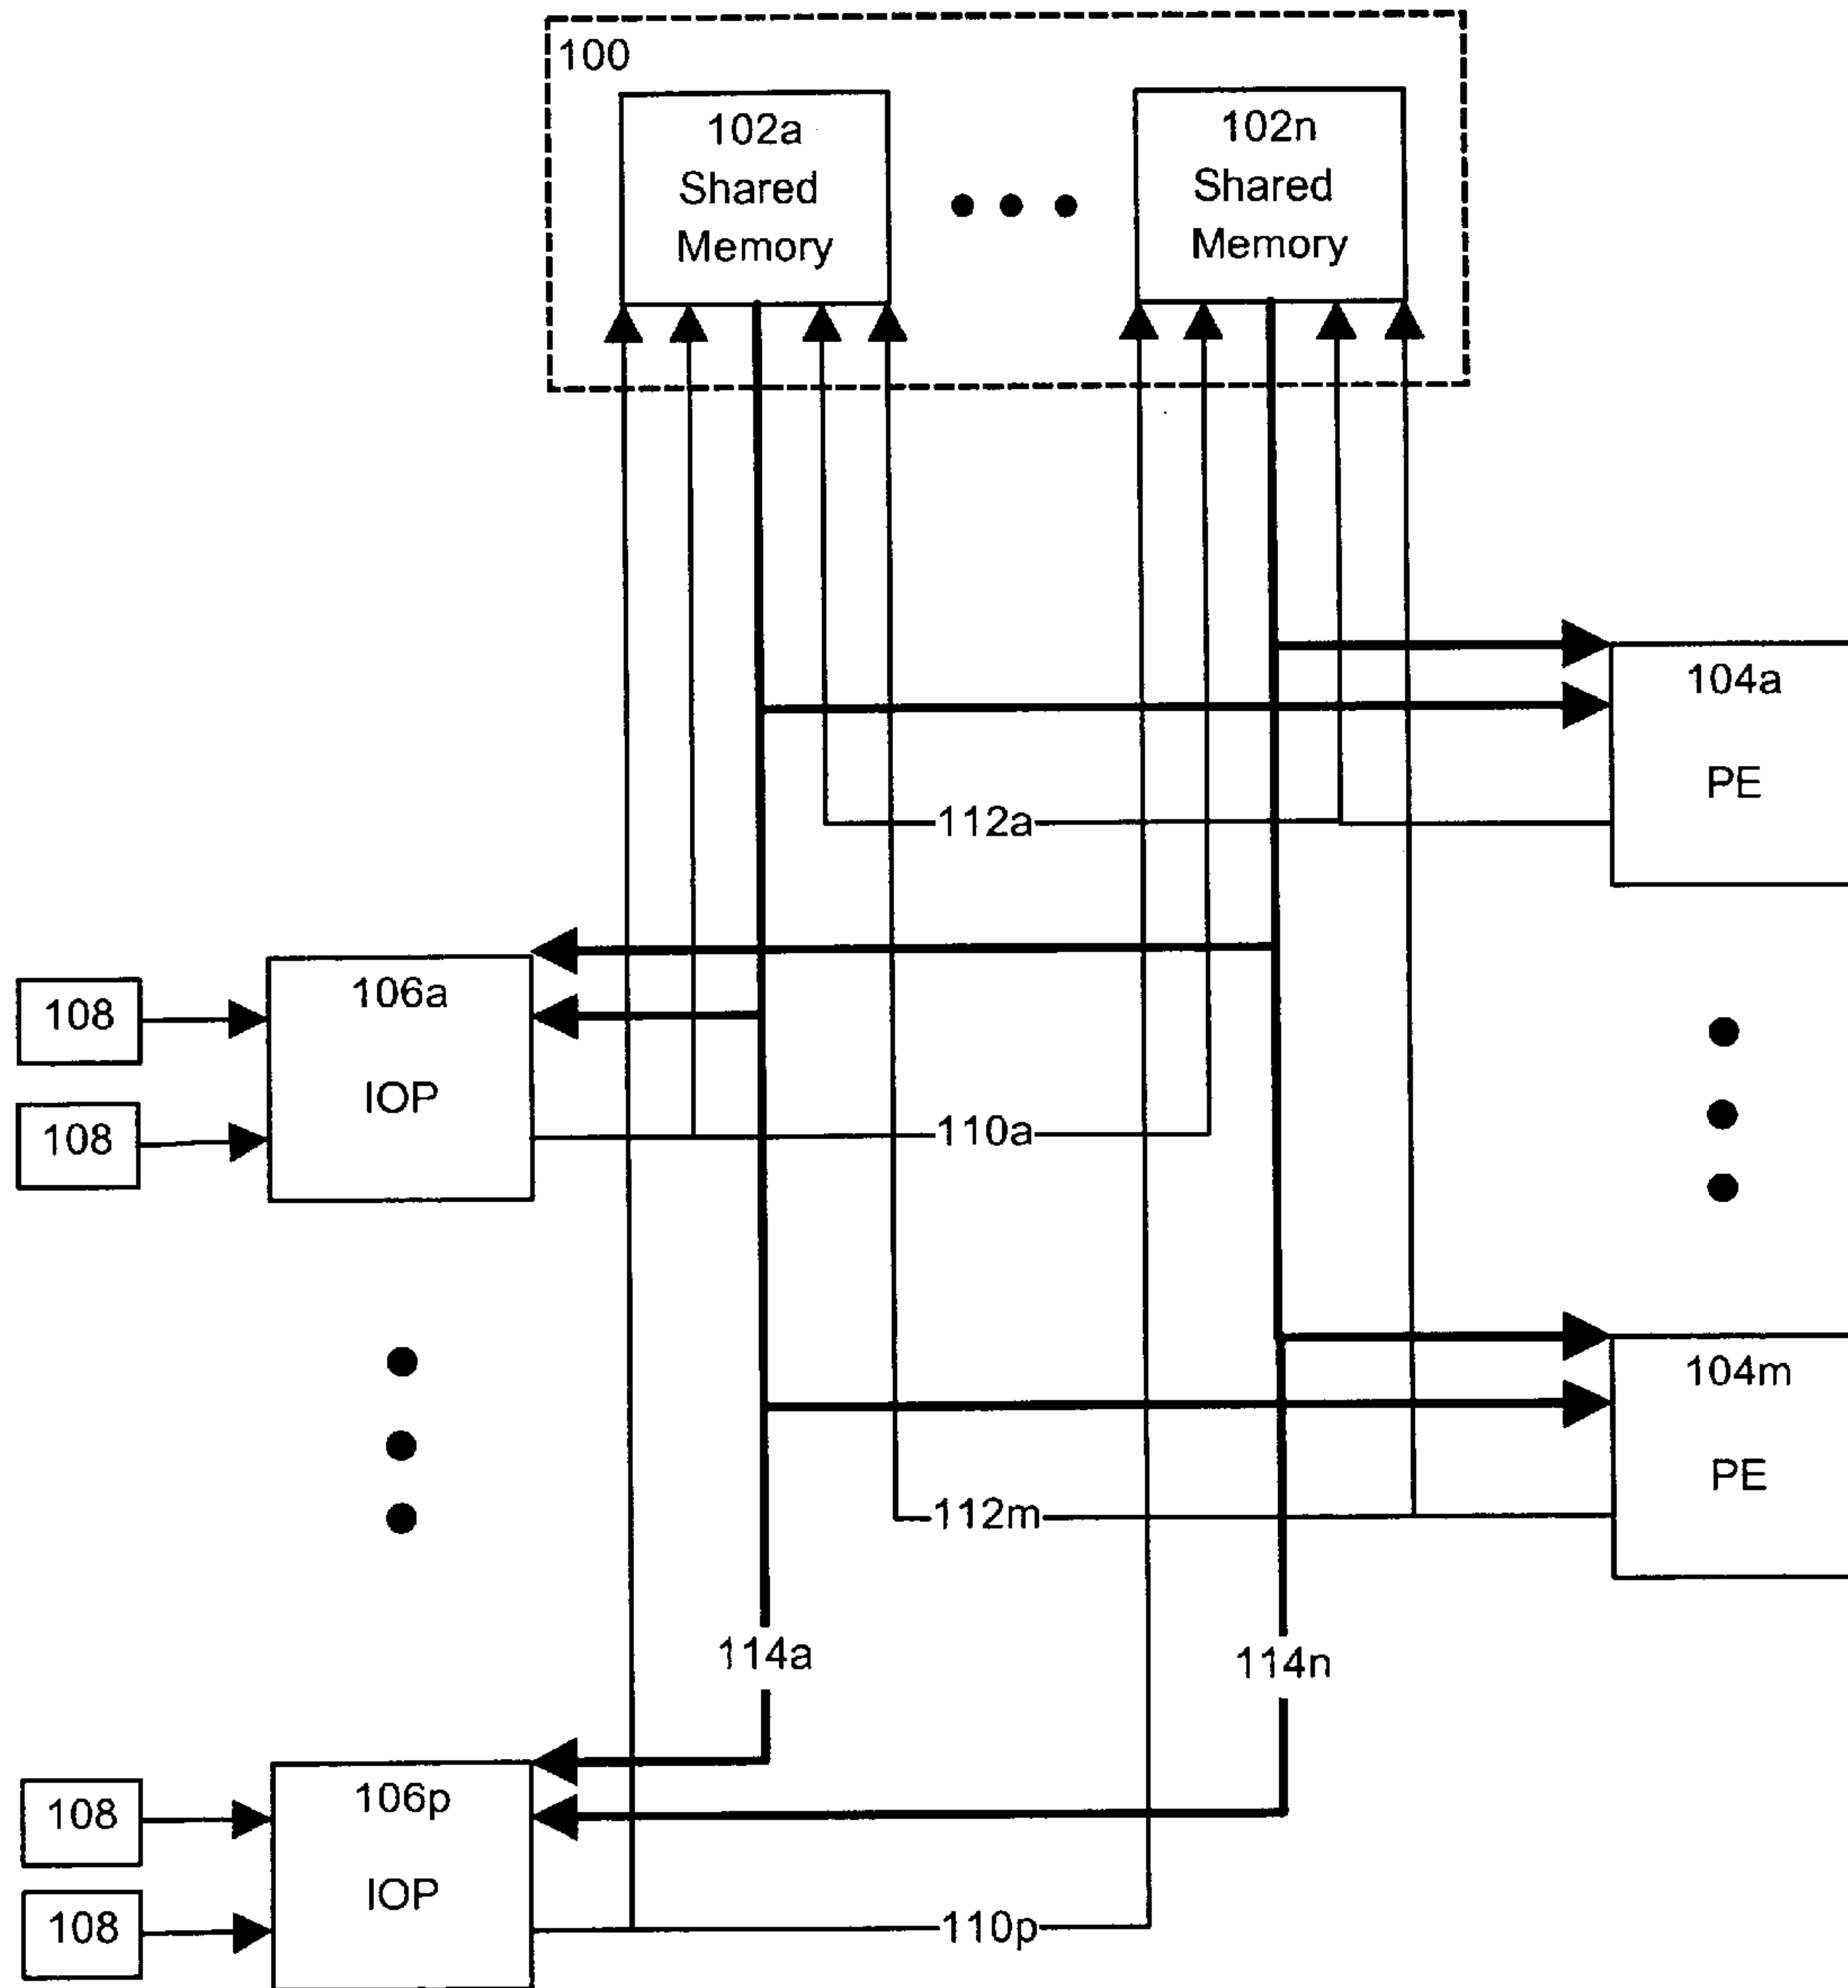 100
102a
Shared
Memory
102n
Shared
Memory
104a
PE
112a
106a
IOP
108
108
110a
104m
PE
112m
114a
114n
106p
IOP
108
108
110p